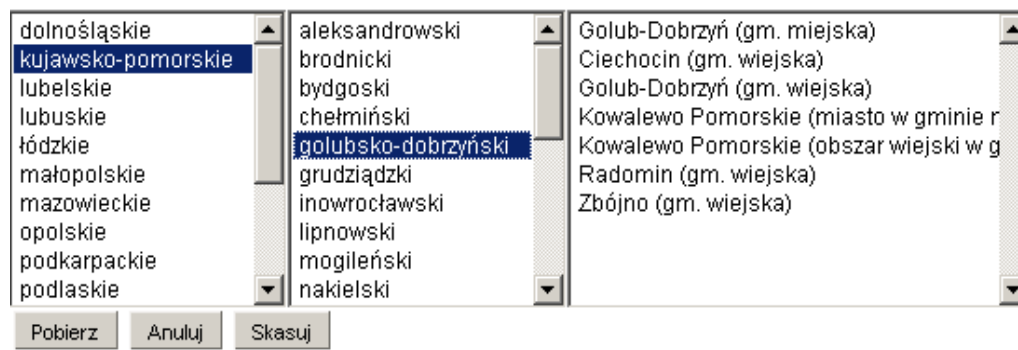 dolnośląskie
kujawsko-pomorskie
lubelskie
lubuskie
łódzkie
małopolskie
mazowieckie
opolskie
podkarpackie
podlaskie
aleksandrowski
brodnicki
bydgoski
chełmiński
golubsko-dobrzyński
grudziądzki
inowrocławski
lipnowski
mogileński
nakielski
Golub-Dobrzyń (gm. miejska)
Ciechocin (gm. wiejska)
Golub-Dobrzyń (gm. wiejska)
Kowalewo Pomorskie (miasto w gminie
Kowalewo Pomorskie (obszar wiejski w g
Radomin (gm. wiejska)
Zbójno (gm. wiejska)
Pobierz Anuluj Skasuj